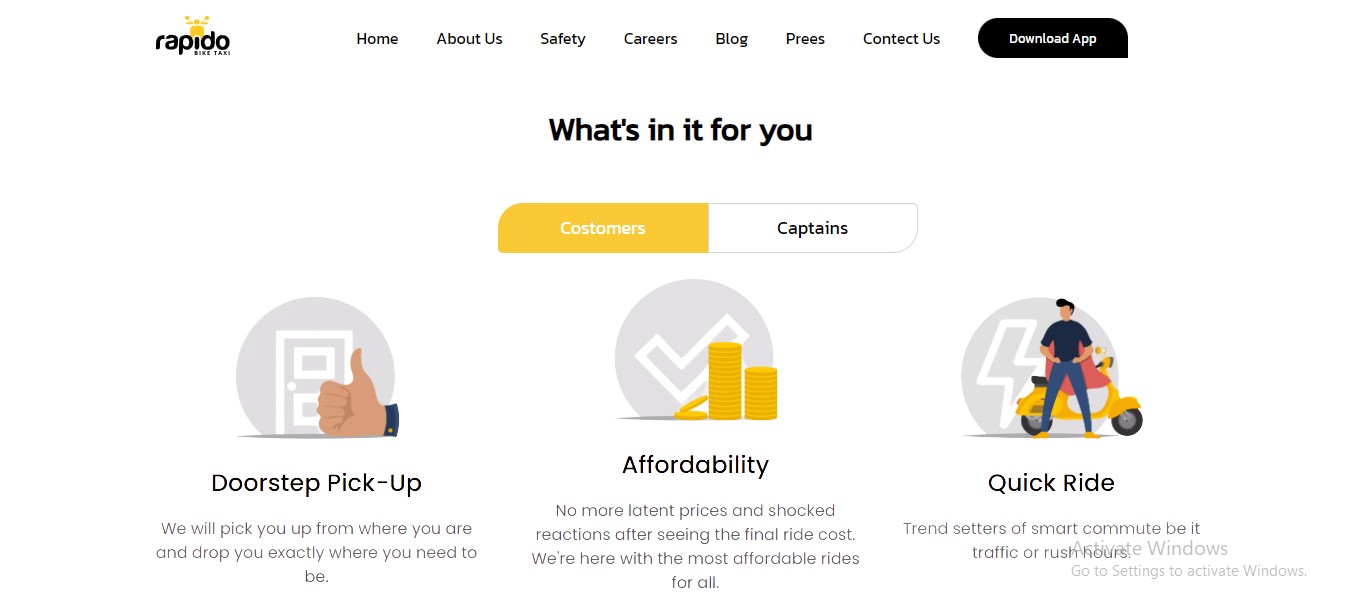 rapido
BIKE TAXI
Home
About Us
Safety
Careers
Blog
Prees
Contact Us
Download App
What's in it for you
Costomers
Captains
Doorstep Pick-Up
We will pick you up from where you are
and drop you exactly where you need to
be.
Affordability
No more latent prices and shocked
reactions after seeing the final ride cost.
We're here with the most affordable rides
for all.
Quick Ride
Trend setters of smart commute be it
traffic or rush hours.
Activate Windows
Go to Settings to activate Windows.